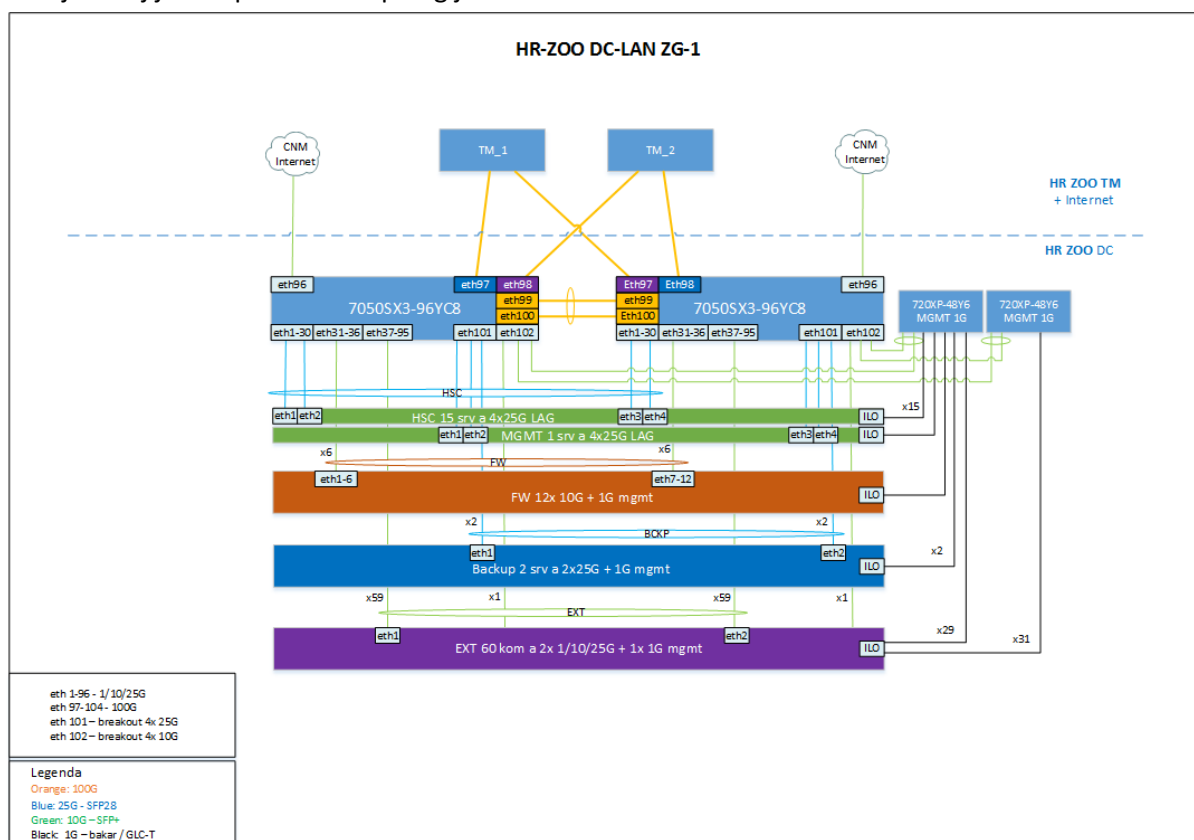 HR-ZOO DC-LAN ZG-1
CNM
Internet
TM_1
TM_2
CNM
Internet
HR ZOO TM
+ Internet
HR ZOO DC
eth96
Eth97
eth98
Eth97
Eth98
eth96
eth99
eth99
7050SX3-96YC8
7050SX3-96YC8
eth100
Eth100
720XP-48Y6
MGMT 1G
720XP-48Y6
MGMT 1G
eth1-30
eth31-36
eth37-95
eth101
eth102
eth1-30
eth31-36
eth37-95
eth101
eth102
HSC
x15
eth1
eth2
HSC 15 srv a 4x25G LAG
eth3
eth4
ILO
eth1
eth2
MGMT 1 srv a 4x25G LAG
eth3
eth4
ILO
x6
x6
FW
eth1-6
eth7-12
FW 12x 10G + 1G mgmt
ILO
x2
x2
BCKP
eth1
eth2
x2
Backup 2 srv a 2x25G + 1G mgmt
ILO
x59
x1
x59
x1
EXT
x29
x31
eth1
eth2
EXT 60 kom a 2x 1/10/25G + 1x 1G mgmt
ILO
eth 1-96 - 1/10/25G
eth 97-104 - 100G
eth 101 – breakout 4x 25G
eth 102 – breakout 4x 10G
Legenda
Orange: 100G
Blue: 25G - SFP28
Green: 10G – SFP+
Black: 1G – bakar / GLC-T